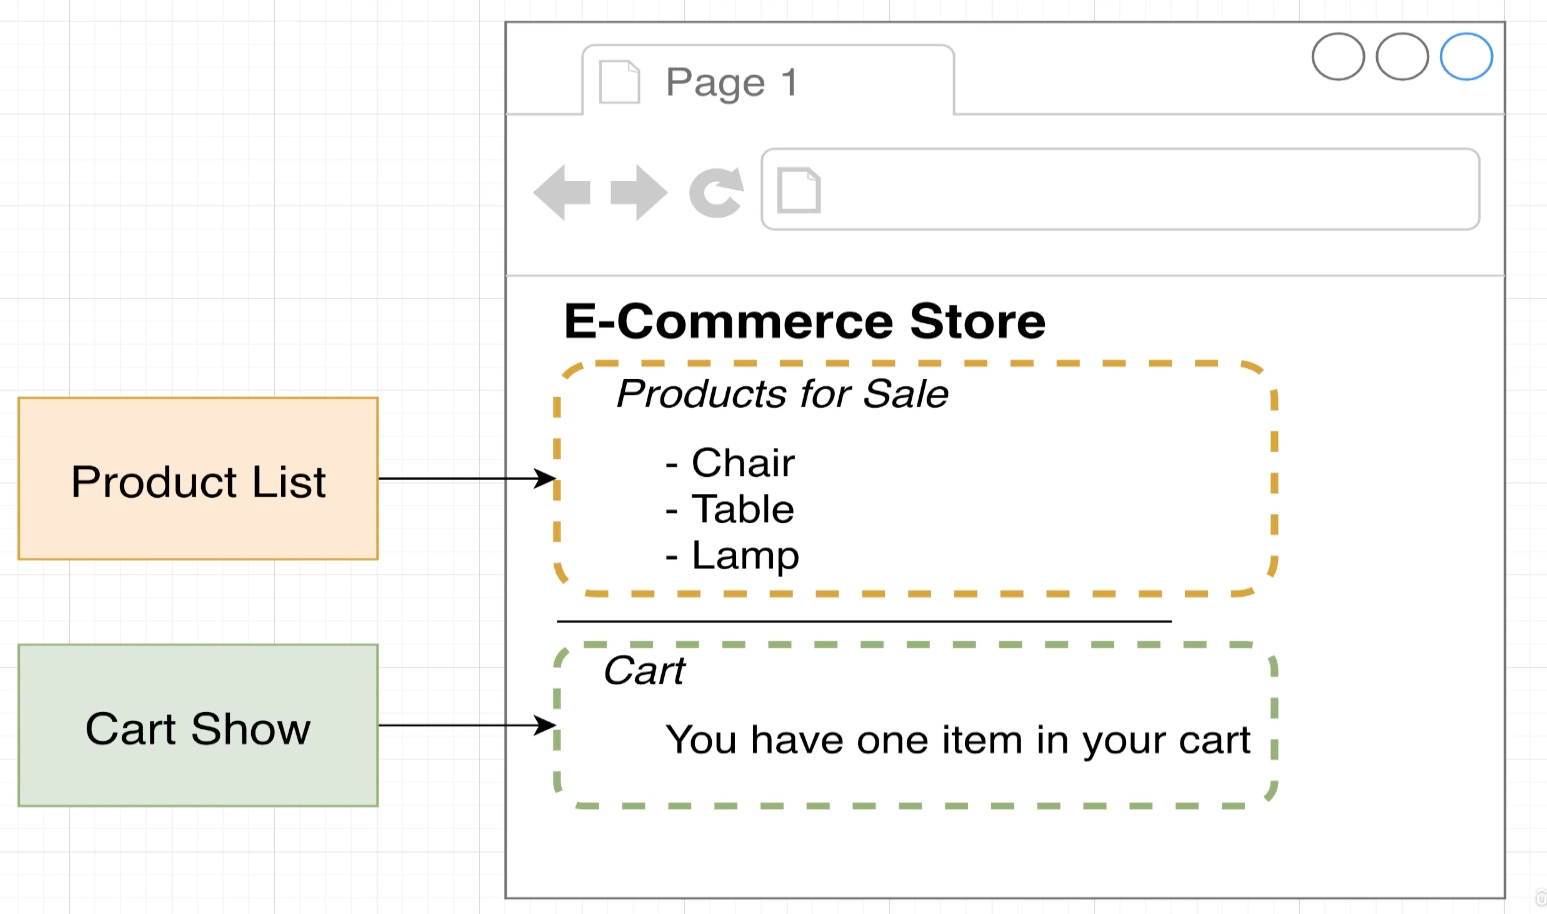 Page 1
E-Commerce Store
Products for Sale
- Chair
- Table
- Lamp
Product List
Cart
You have one item in your cart
Cart Show